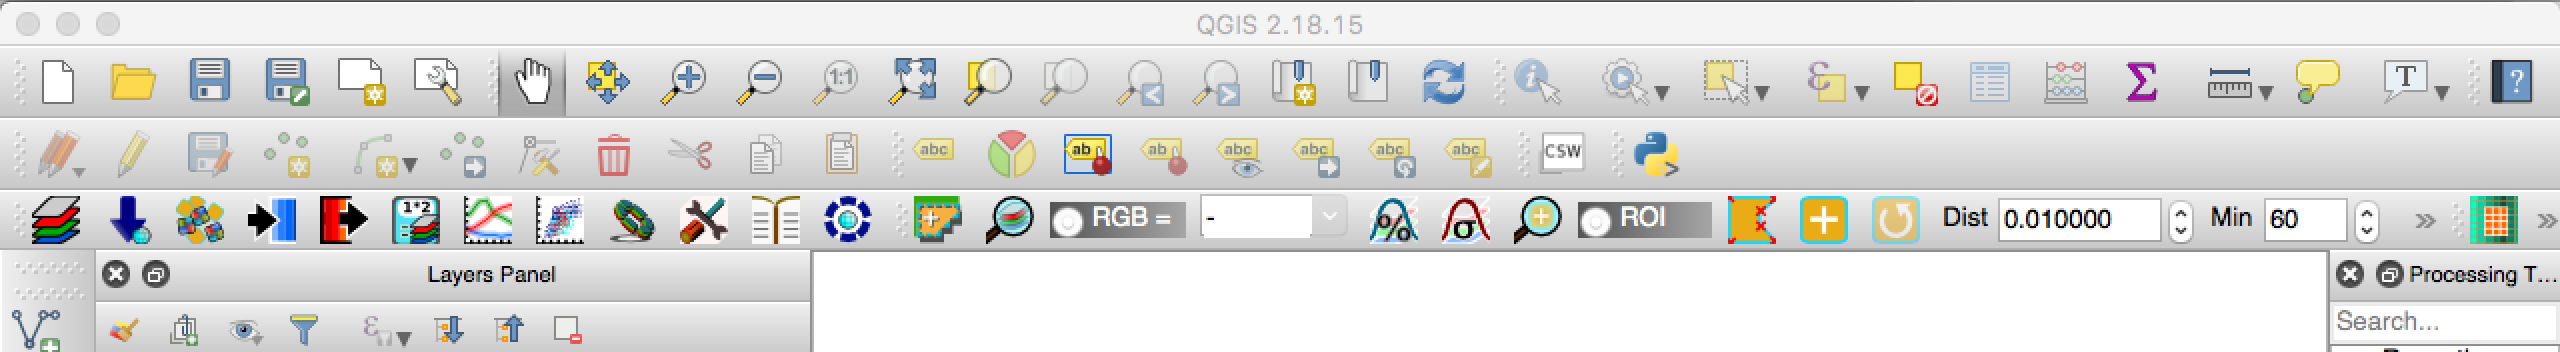 QGIS 2.18.15
1:1
ε
Σ
T
?
abc
ab
ab
abc
abc
abc
abc
CSW
1*2
RGB =
-
%
σ
ROI
Dist
0.010000
Min
60
Layers Panel
Processing T...
ε
Search...